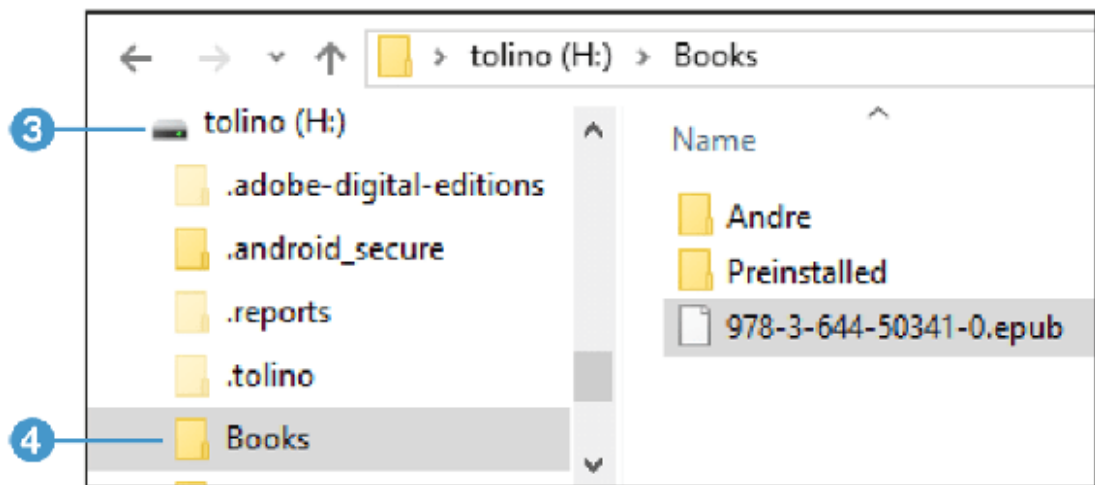 tolino (H:) > Books
3 tolino (H:)
.adobe-digital-editions
.android_secure
.reports
.tolino
4 Books
Name
Andre
Preinstalled
978-3-644-50341-0.epub